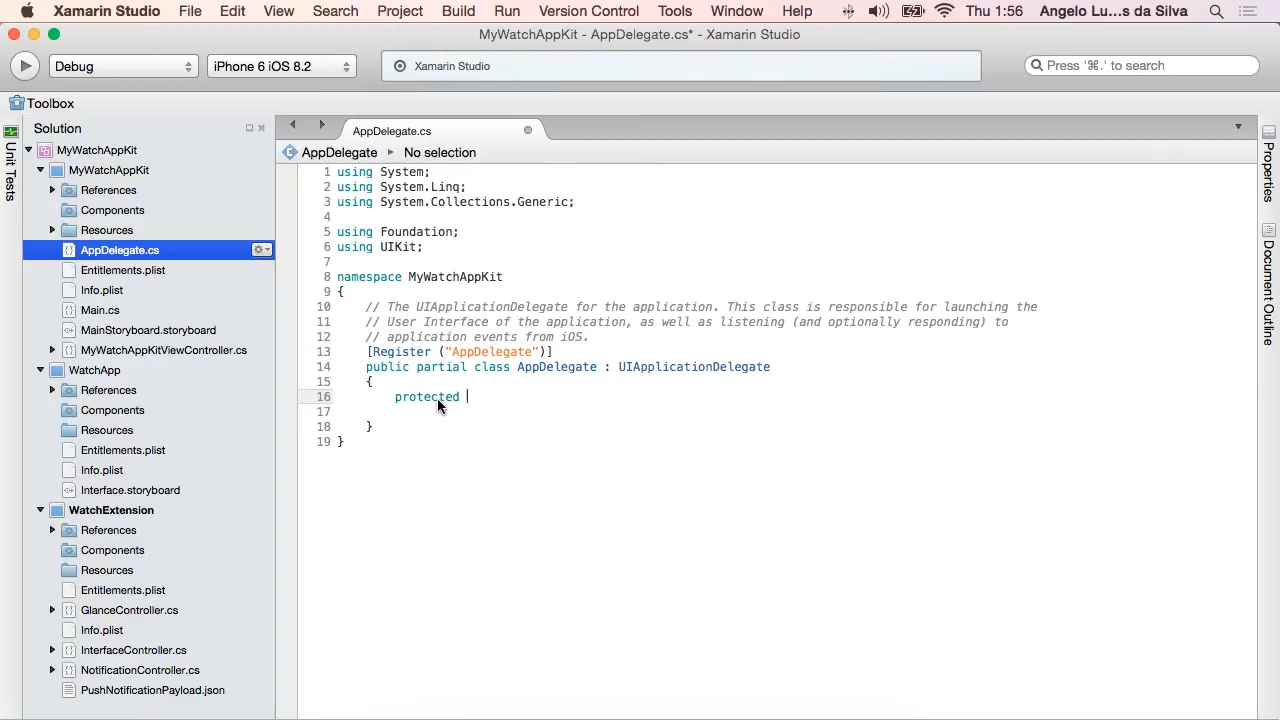 Xamarin Studio File Edit View Search Project Build Run Version Control Tools Window Help Thu 1:56 Angelo Lu...s da Silva
MyWatchAppKit - AppDelegate.cs* - Xamarin Studio
Debug iPhone 6 iOS 8.2 Xamarin Studio Press '⌘.' to search
Toolbox
Solution
MyWatchAppKit
MyWatchAppKit
References
Components
Resources
AppDelegate.cs
Entitlements.plist
Info.plist
Main.cs
MainStoryboard.storyboard
MyWatchAppKitViewController.cs
WatchApp
References
Components
Resources
Entitlements.plist
Info.plist
Interface.storyboard
WatchExtension
References
Components
Resources
Entitlements.plist
GlanceController.cs
Info.plist
InterfaceController.cs
NotificationController.cs
PushNotificationPayload.json
Unit Tests
AppDelegate.cs
AppDelegate No selection
1 using System;
2 using System.Linq;
3 using System.Collections.Generic;
4
5 using Foundation;
6 using UIKit;
7
8 namespace MyWatchAppKit
9 {
10 // The UIApplicationDelegate for the application. This class is responsible for launching the
11 // User Interface of the application, as well as listening (and optionally responding) to
12 // application events from iOS.
13 [Register ("AppDelegate")]
14 public partial class AppDelegate : UIApplicationDelegate
15 {
16 protected
17
18 }
19 }
Properties
Document Outline